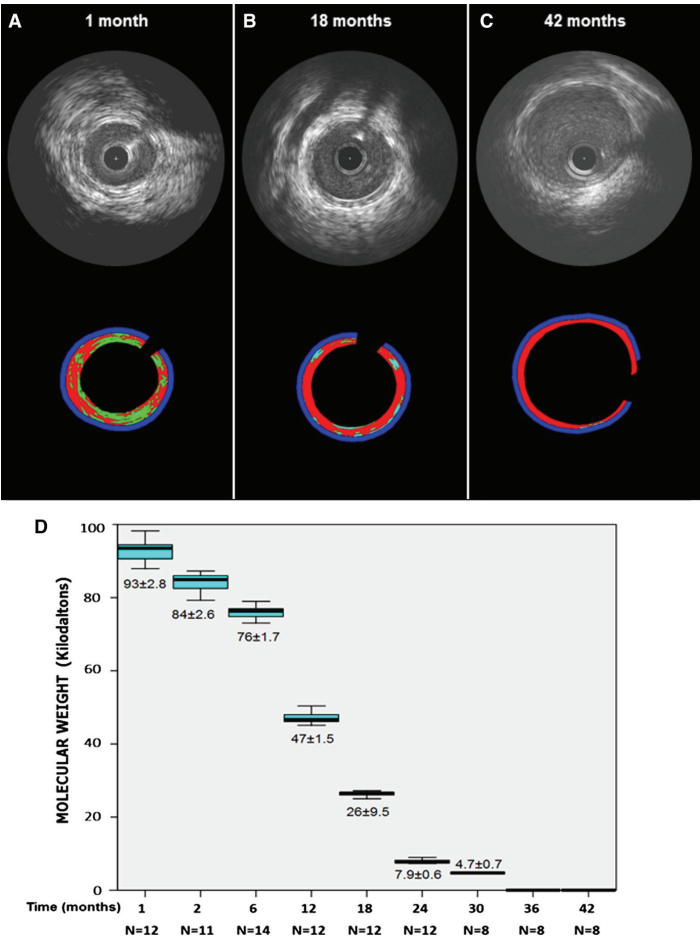 A 1 month
B 18 months
C 42 months
D
MOLECULAR WEIGHT (Kilodaltons)
100
80
60
40
20
0
93±2.8
84±2.6
76±1.7
47±1.5
26±9.5
7.9±0.6
4.7±0.7
Time (months) 1 2 6 12 18 24 30 36 42
N=12 N=11 N=14 N=12 N=12 N=12 N=8 N=8 N=8